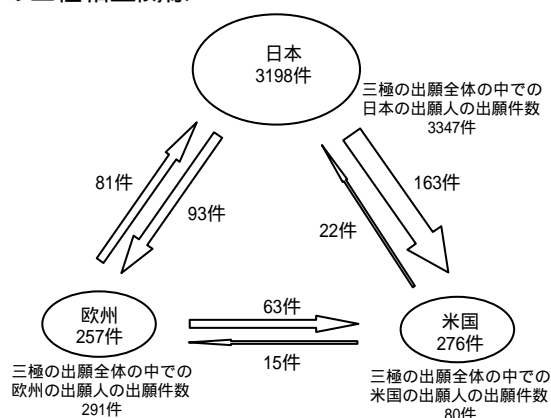 日本
3198件
三極の出願全体の中での
日本の出願人の出願件数
3347件
81件
93件
22件
163件
欧州
257件
63件
15件
米国
276件
三極の出願全体の中での
欧州の出願人の出願件数
291件
三極の出願全体の中での
米国の出願人の出願件数
80件